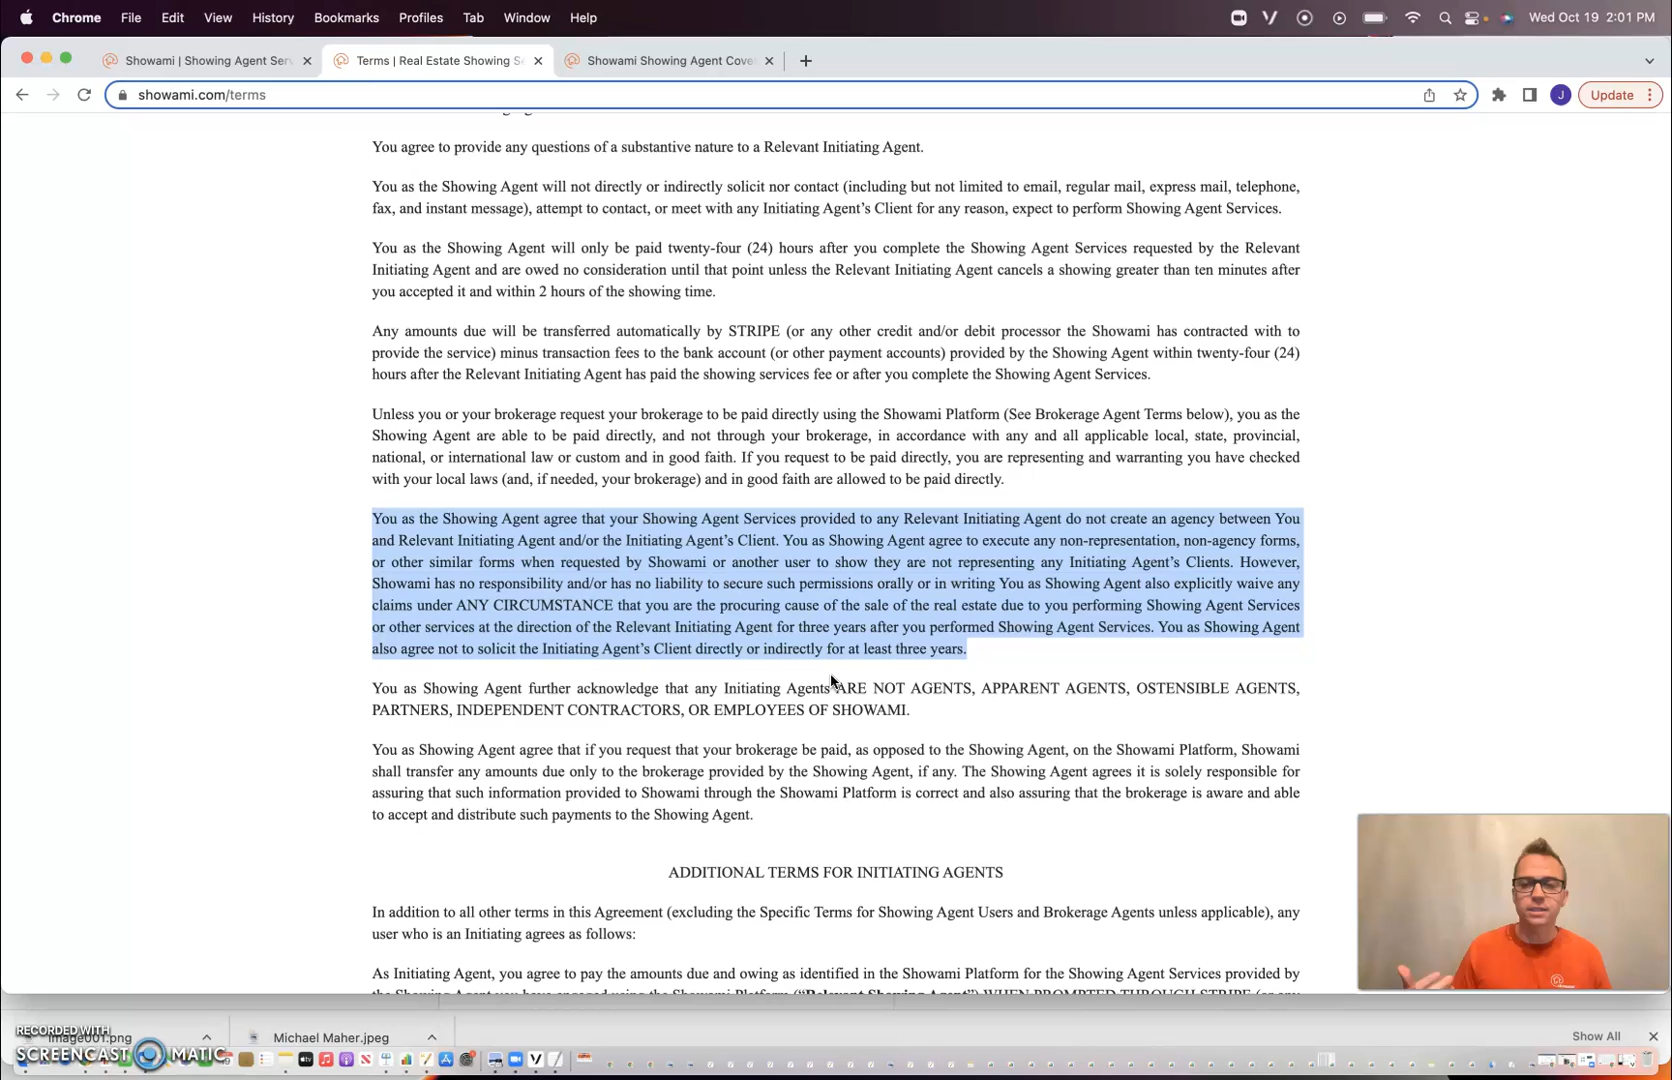 Chrome File Edit View History Bookmarks Profiles Tab Window Help Wed Oct 19 2:01 PM
Showami | Showing Agent Serv Terms | Real Estate Showing S Showami Showing Agent Cove
showami.com/terms J Update
You agree to provide any questions of a substantive nature to a Relevant Initiating Agent.
You as the Showing Agent will not directly or indirectly solicit nor contact (including but not limited to email, regular mail, express mail, telephone,
fax, and instant message), attempt to contact, or meet with any Initiating Agent’s Client for any reason, expect to perform Showing Agent Services.
You as the Showing Agent will only be paid twenty-four (24) hours after you complete the Showing Agent Services requested by the Relevant
Initiating Agent and are owed no consideration until that point unless the Relevant Initiating Agent cancels a showing greater than ten minutes after
you accepted it and within 2 hours of the showing time.
Any amounts due will be transferred automatically by STRIPE (or any other credit and/or debit processor the Showami has contracted with to
provide the service) minus transaction fees to the bank account (or other payment accounts) provided by the Showing Agent within twenty-four (24)
hours after the Relevant Initiating Agent has paid the showing services fee or after you complete the Showing Agent Services.
Unless you or your brokerage request your brokerage to be paid directly using the Showami Platform (See Brokerage Agent Terms below), you as the
Showing Agent are able to be paid directly, and not through your brokerage, in accordance with any and all applicable local, state, provincial,
national, or international law or custom and in good faith. If you request to be paid directly, you are representing and warranting you have checked
with your local laws (and, if needed, your brokerage) and in good faith are allowed to be paid directly.
You as the Showing Agent agree that your Showing Agent Services provided to any Relevant Initiating Agent do not create an agency between You
and Relevant Initiating Agent and/or the Initiating Agent’s Client. You as Showing Agent agree to execute any non-representation, non-agency forms,
or other similar forms when requested by Showami or another user to show they are not representing any Initiating Agent’s Clients. However,
Showami has no responsibility and/or has no liability to secure such permissions orally or in writing You as Showing Agent also explicitly waive any
claims under ANY CIRCUMSTANCE that you are the procuring cause of the sale of the real estate due to you performing Showing Agent Services
or other services at the direction of the Relevant Initiating Agent for three years after you performed Showing Agent Services. You as Showing Agent
also agree not to solicit the Initiating Agent’s Client directly or indirectly for at least three years.
You as Showing Agent further acknowledge that any Initiating Agents ARE NOT AGENTS, APPARENT AGENTS, OSTENSIBLE AGENTS,
PARTNERS, INDEPENDENT CONTRACTORS, OR EMPLOYEES OF SHOWAMI.
You as Showing Agent agree that if you request that your brokerage be paid, as opposed to the Showing Agent, on the Showami Platform, Showami
shall transfer any amounts due only to the brokerage provided by the Showing Agent, if any. The Showing Agent agrees it is solely responsible for
assuring that such information provided to Showami through the Showami Platform is correct and also assuring that the brokerage is aware and able
to accept and distribute such payments to the Showing Agent.
ADDITIONAL TERMS FOR INITIATING AGENTS
In addition to all other terms in this Agreement (excluding the Specific Terms for Showing Agent Users and Brokerage Agents unless applicable), any
user who is an Initiating agrees as follows:
As Initiating Agent, you agree to pay the amounts due and owing as identified in the Showami Platform for the Showing Agent Services provided by
the Showing Agent you have engaged using the Showami Platform (“Relevant Showing Agent”) WHEN PROMPTED THROUGH STRIPE (or any
image001.png Michael Maher.jpeg Show All
RECORDED WITH
SCREENCAST MATIC